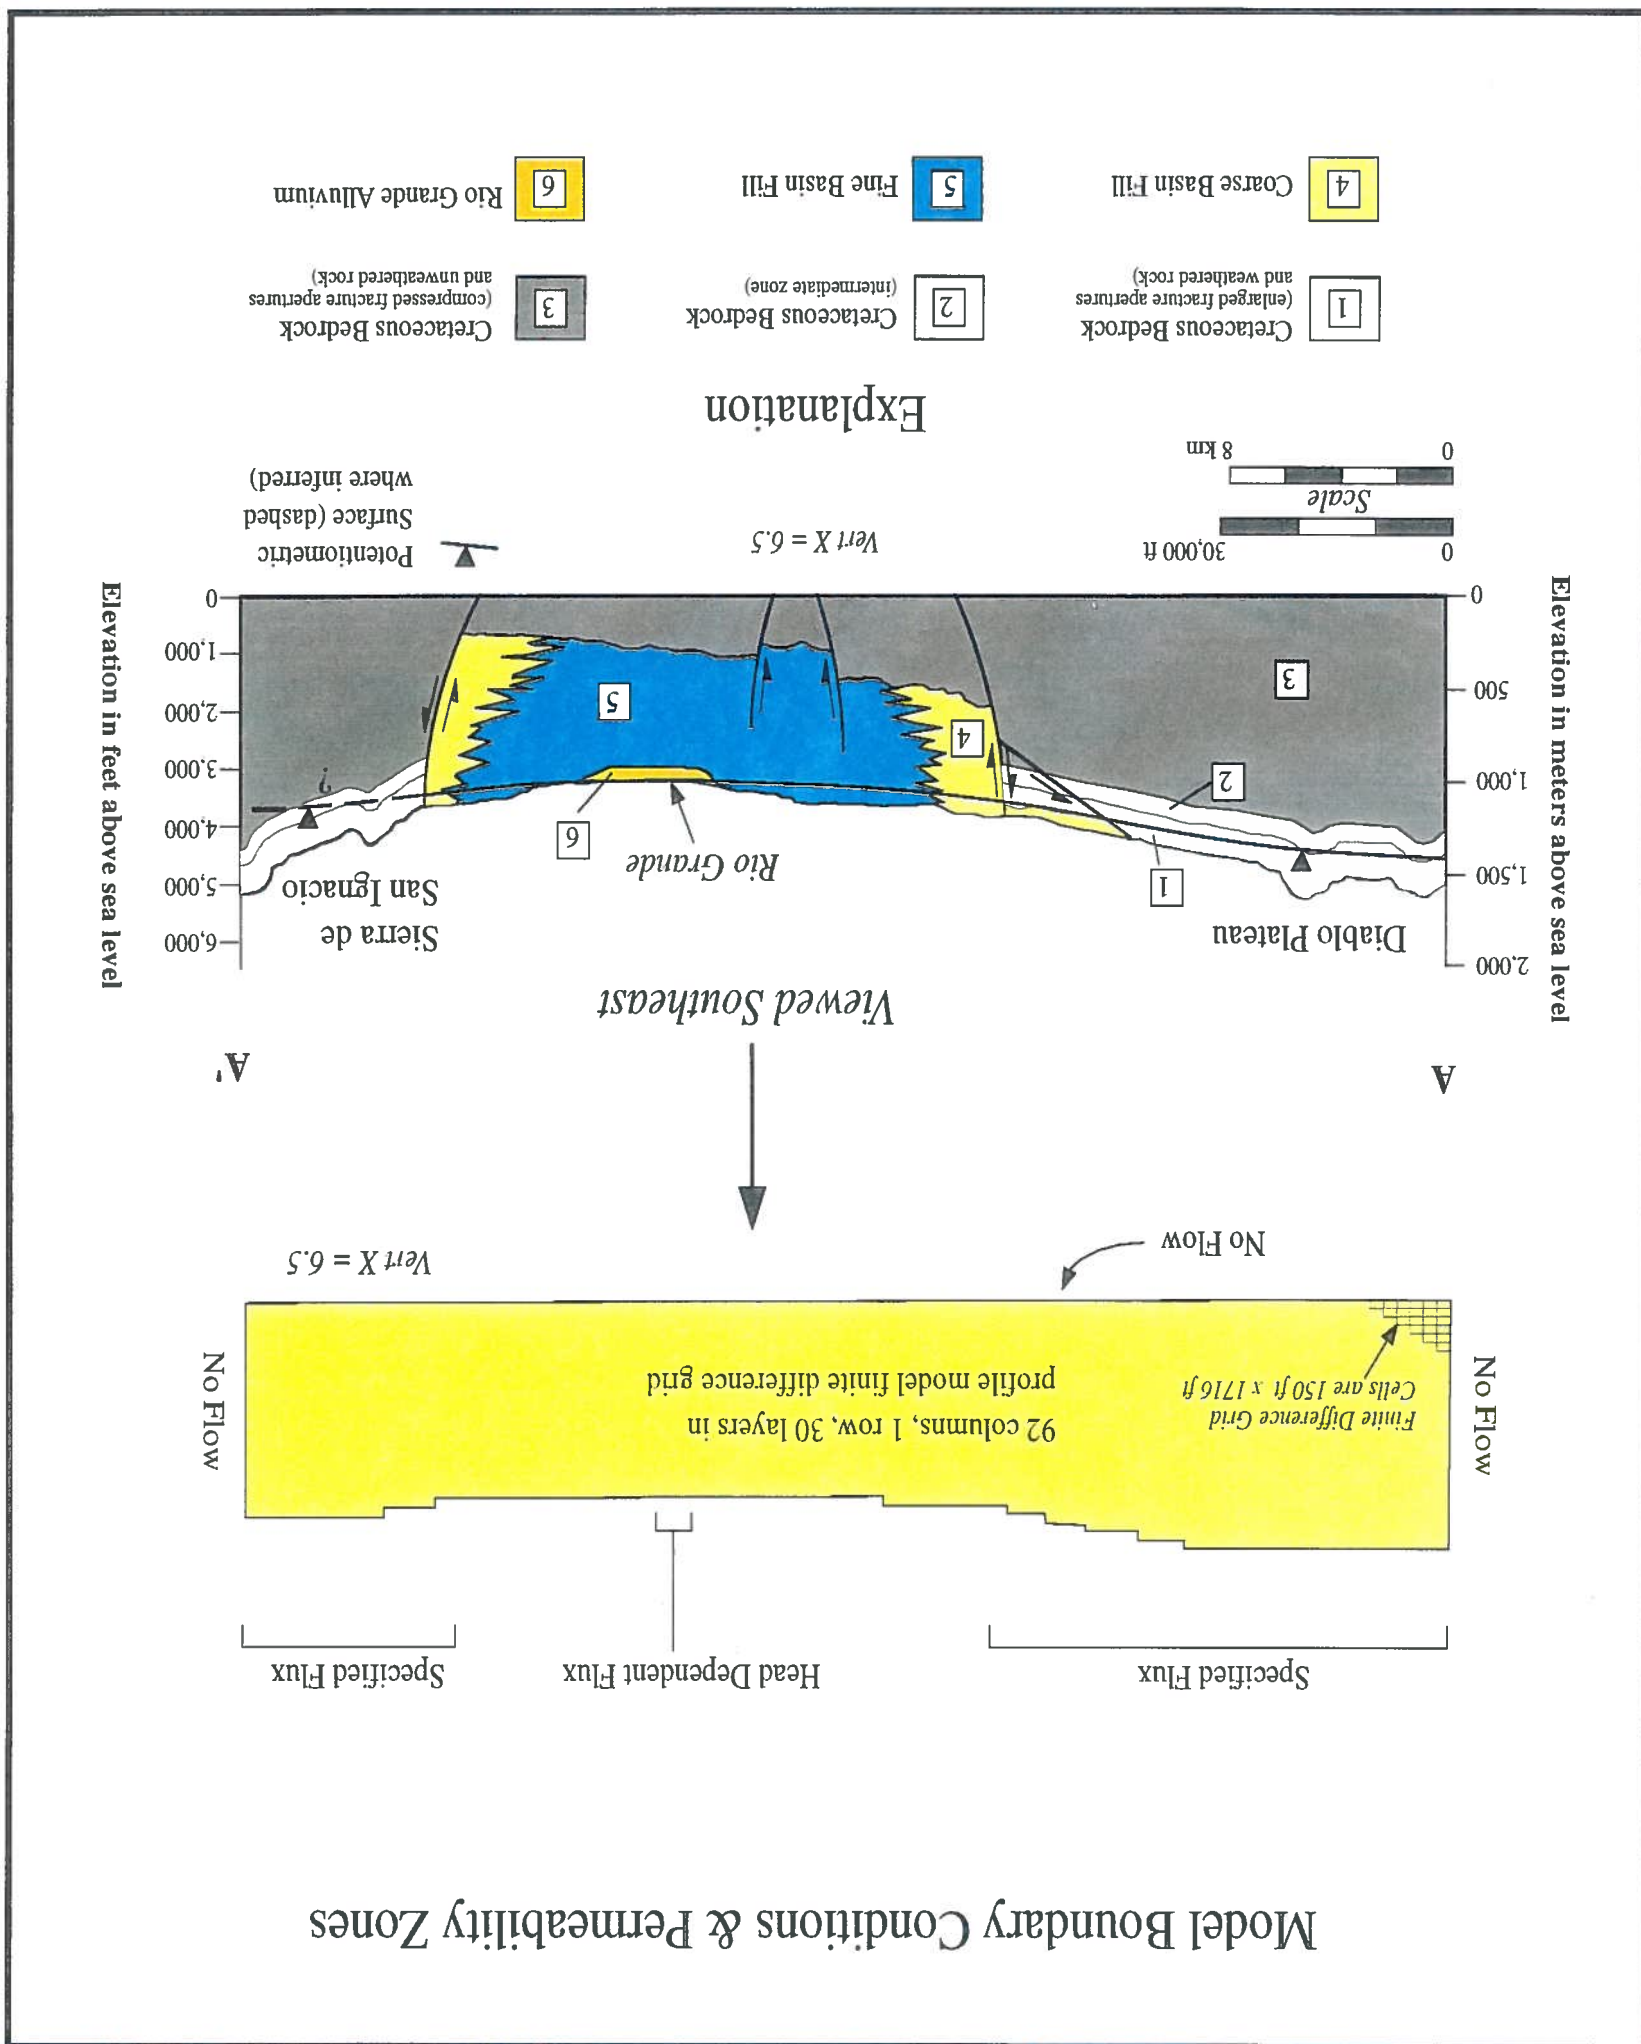 Model Boundary Conditions & Permeability Zones
Specified Flux
Head Dependent Flux
Specified Flux
No Flow
Finite Difference Grid
Cells are 150 ft x 1716 ft
92 columns, 1 row, 30 layers in
profile model finite difference grid
No Flow
No Flow
Vert X = 6.5
A
A'
Viewed Southeast
Elevation in meters above sea level
2,000
1,500
1,000
500
0
Diablo Plateau
Rio Grande
Sierra de
San Ignacio
1
2
3
4
5
6
?
6,000
5,000
4,000
3,000
2,000
1,000
0
Elevation in feet above sea level
0
30,000 ft
Scale
0
8 km
Vert X = 6.5
Potentiometric
Surface (dashed
where inferred)
Explanation
1
Cretaceous Bedrock
(enlarged fracture apertures
and weathered rock)
2
Cretaceous Bedrock
(intermediate zone)
3
Cretaceous Bedrock
(compressed fracture apertures
and unweathered rock)
4
Coarse Basin Fill
5
Fine Basin Fill
6
Rio Grande Alluvium